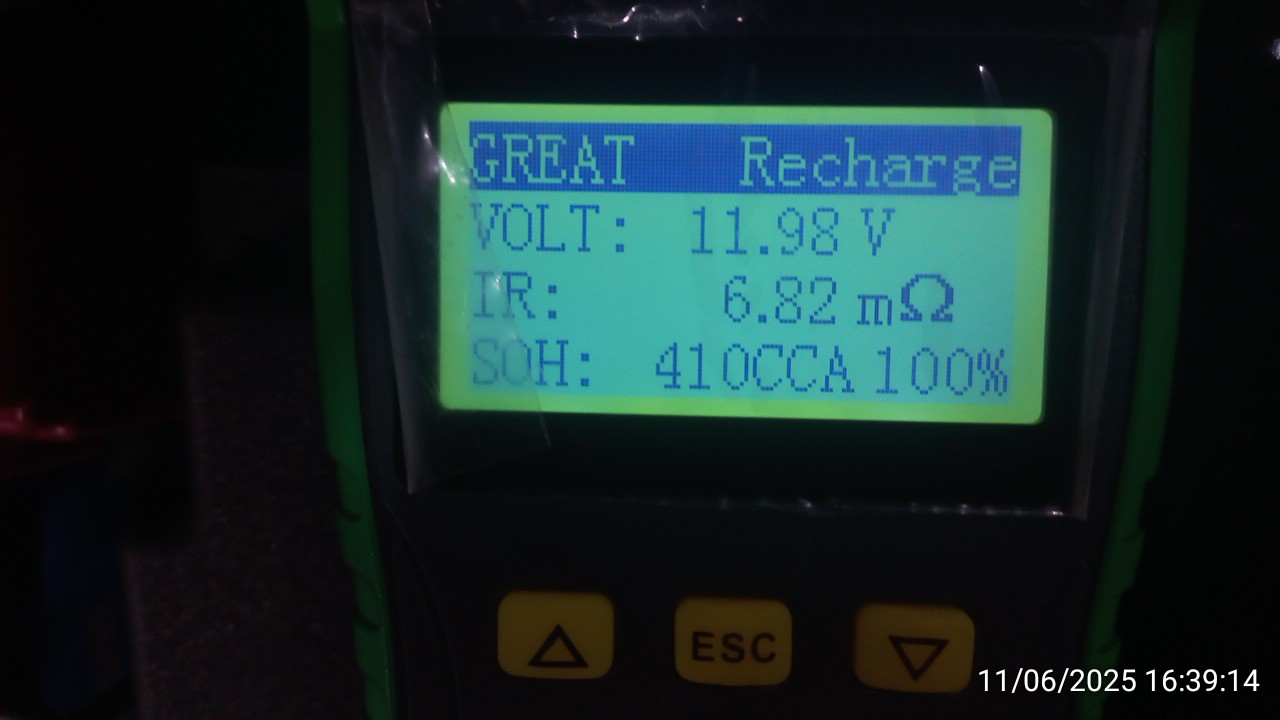 GREAT Recharge
VOLT: 11.98 V
IR: 6.82 mΩ
SOH: 410CCA 100%
ESC
11/06/2025 16:39:14